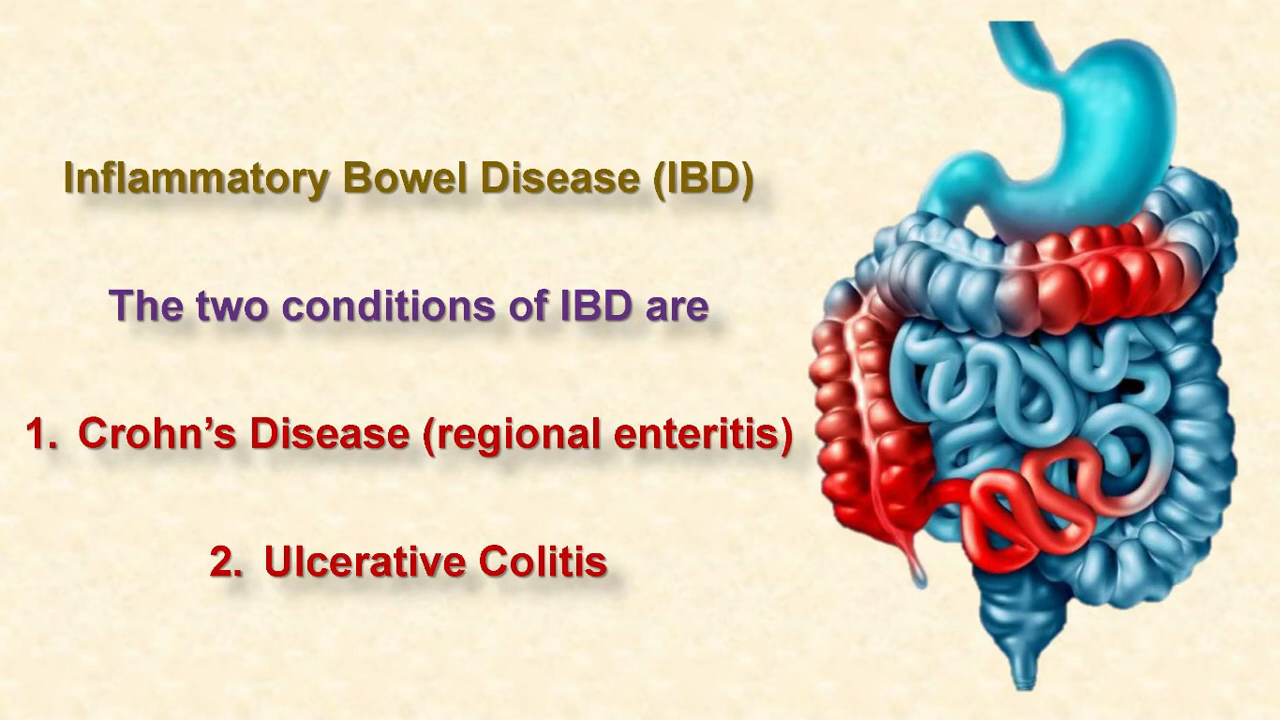 Inflammatory Bowel Disease (IBD)
The two conditions of IBD are
1. Crohn’s Disease (regional enteritis)
2. Ulcerative Colitis